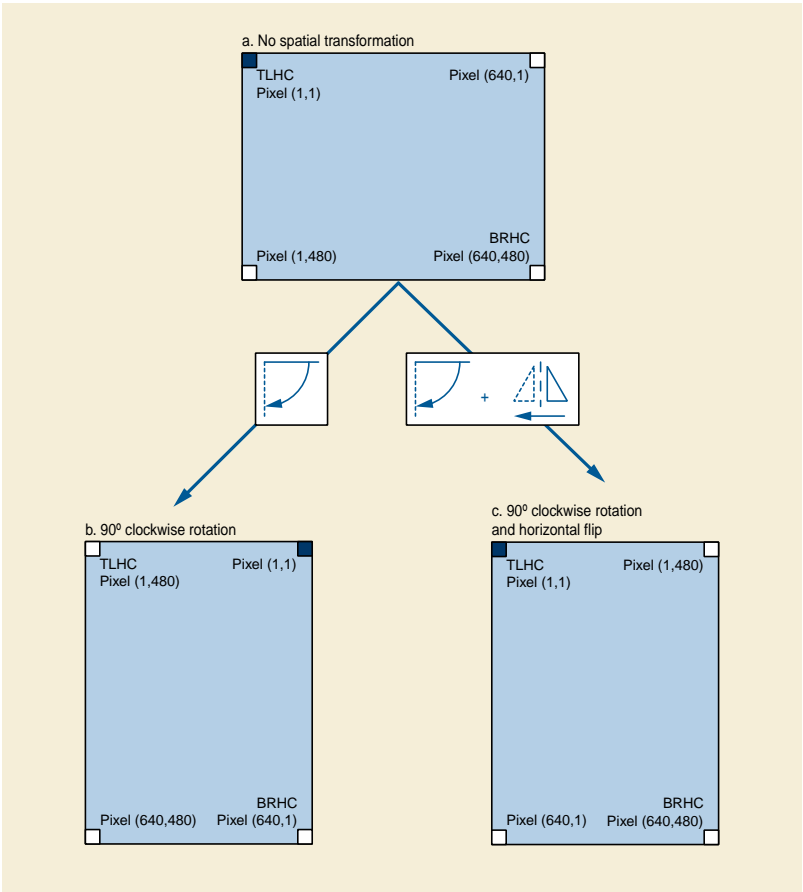 a. No spatial transformation
TLHC
Pixel (1,1)
Pixel (640,1)
Pixel (1,480)
BRHC
Pixel (640,480)
+
b. 90º clockwise rotation
TLHC
Pixel (1,480)
Pixel (1,1)
Pixel (640,480)
BRHC
Pixel (640,1)
c. 90º clockwise rotation
and horizontal flip
TLHC
Pixel (1,1)
Pixel (1,480)
Pixel (640,1)
BRHC
Pixel (640,480)